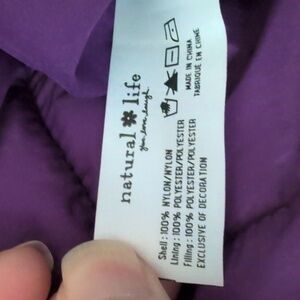 natural life
you. love. laugh.
MADE IN CHINA
FABRIQUÉ EN CHINE
Shell: 100% NYLON/NYLON
Lining: 100% POLYESTER/POLYESTER
Filling: 100% POLYESTER/POLYESTER
EXCLUSIVE OF DECORATION